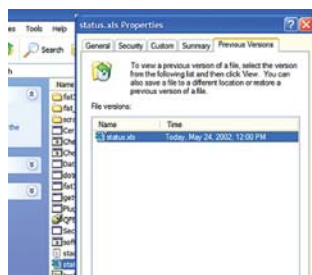 es Tools Help
Search
status.xls Properties
General Security Custom Summary Previous Versions
To view a previous version of a file, select the version
from the following list and then click View. You can
also save a file to a different location or restore a
previous version of a file.
File versions:
Name Time
status.xls Today, May 24, 2002, 12:00 PM
Name
the